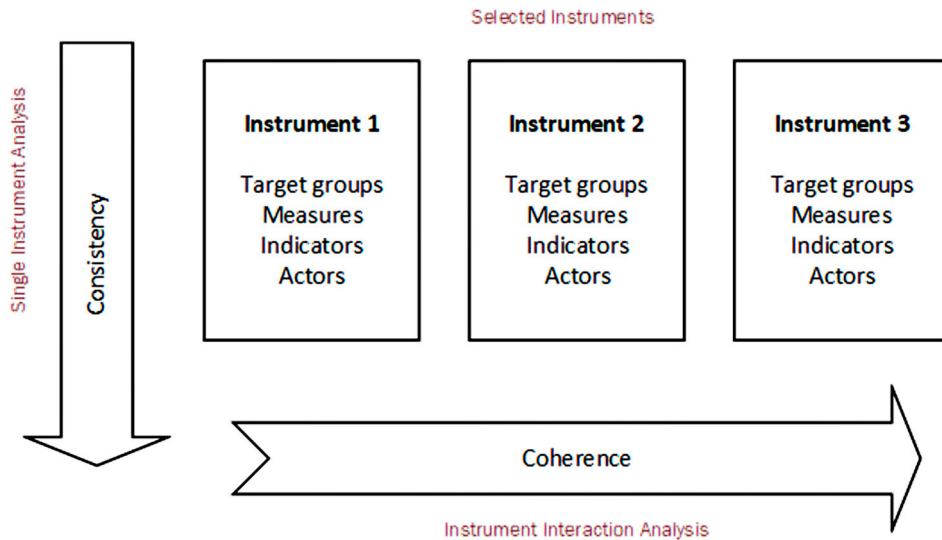 Selected Instruments
Single Instrument Analysis
Consistency
Instrument 1
Target groups
Measures
Indicators
Actors
Instrument 2
Target groups
Measures
Indicators
Actors
Instrument 3
Target groups
Measures
Indicators
Actors
Coherence
Instrument Interaction Analysis